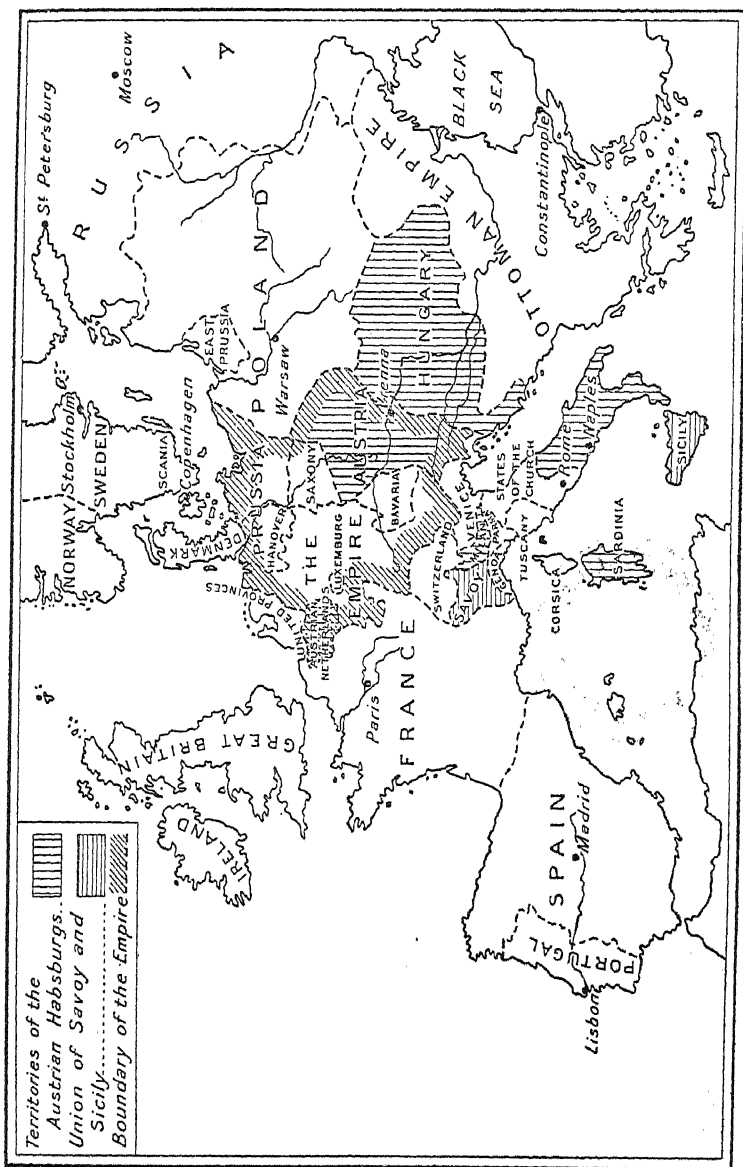 Territories of the
Austrian Habsburgs..
Union of Savoy and
Sicily..........
Boundary of the Empire
NORWAY
Stockholm
SWEDEN
St Petersburg
Moscow
RUSSIA
SCANIA
Copenhagen
DENMARK
EAST
PRUSSIA
IRELAND
GREAT BRITAIN
UNITED PROVINCES
PRUSSIA
HANOVER
POLAND
Warsaw
SAXONY
THE
EMPIRE
AUSTRIAN
NETHERLANDS
LUXEMBURG
Paris
FRANCE
BAVARIA
AUSTRIA
Vienna
HUNGARY
SWITZERLAND
SAVOY
VENICE
GENOA
PARMA
TUSCANY
STATES
OF THE
CHURCH
Rome
Naples
OTTOMAN EMPIRE
BLACK
SEA
Constantinople
CORSICA
SARDINIA
SICILY
PORTUGAL
Lisbon
SPAIN
Madrid